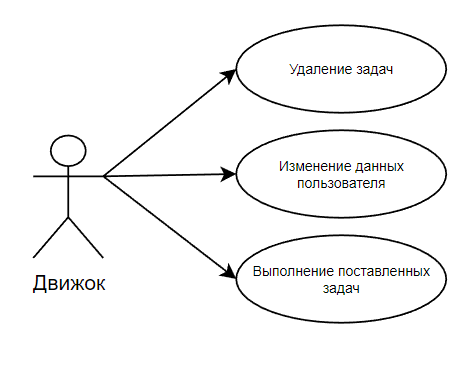 Удаление задач
Изменение данных
пользователя
Выполнение поставленных
задач
Движок